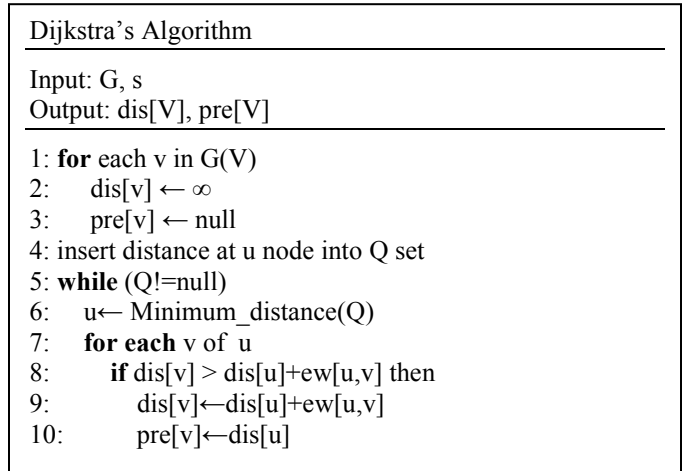 Dijkstra’s Algorithm
Input: G, s
Output: dis[V], pre[V]
1: for each v in G(V)
2: dis[v] ← ∞
3: pre[v] ← null
4: insert distance at u node into Q set
5: while (Q!=null)
6: u← Minimum_distance(Q)
7: for each v of u
8: if dis[v] > dis[u]+ew[u,v] then
9: dis[v]←dis[u]+ew[u,v]
10: pre[v]←dis[u]